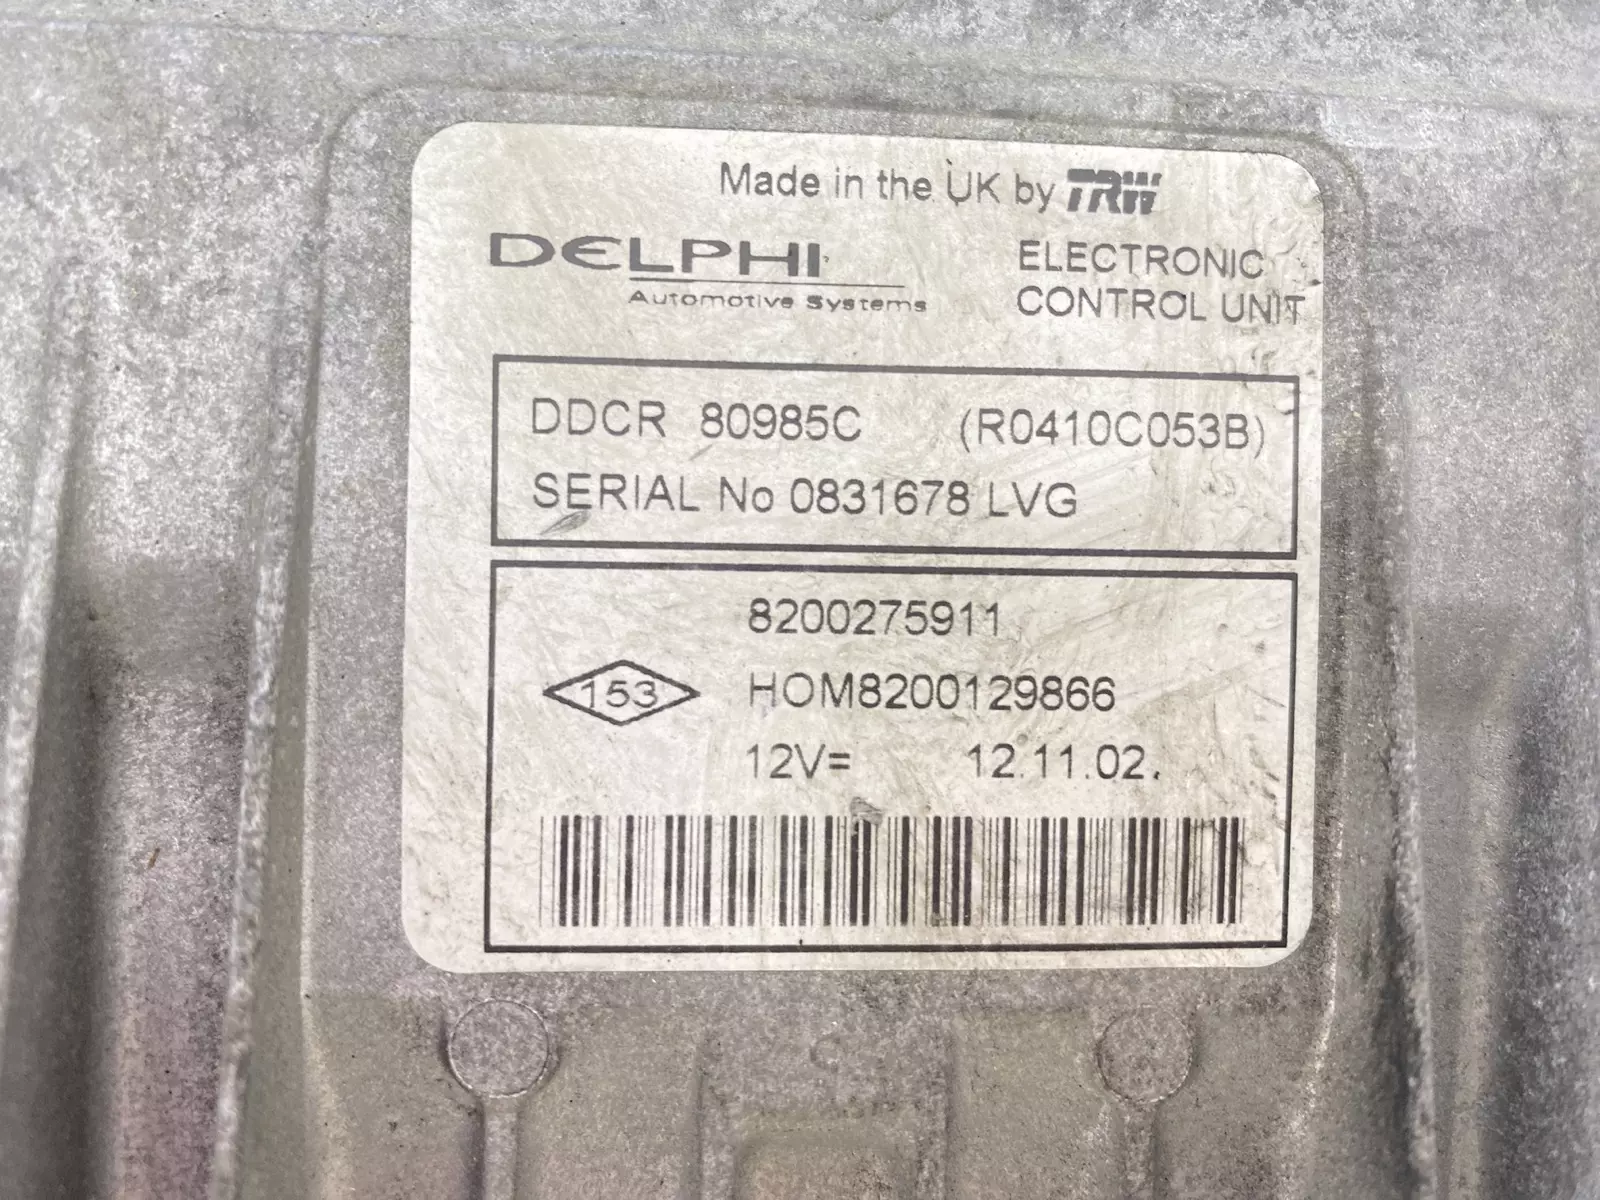 Made in the UK by TRW
DELPHI
Automotive Systems
ELECTRONIC
CONTROL UNIT
DDCR 80985C (R0410C053B)
SERIAL No 0831678 LVG
8200275911
153 HOM8200129866
12V= 12.11.02.